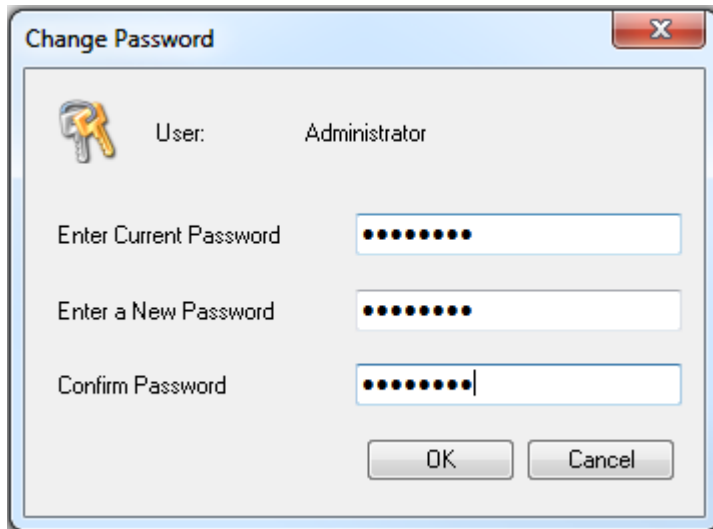 Change Password
User: Administrator
Enter Current Password ●●●●●●●●
Enter a New Password ●●●●●●●●
Confirm Password ●●●●●●●●
OK Cancel